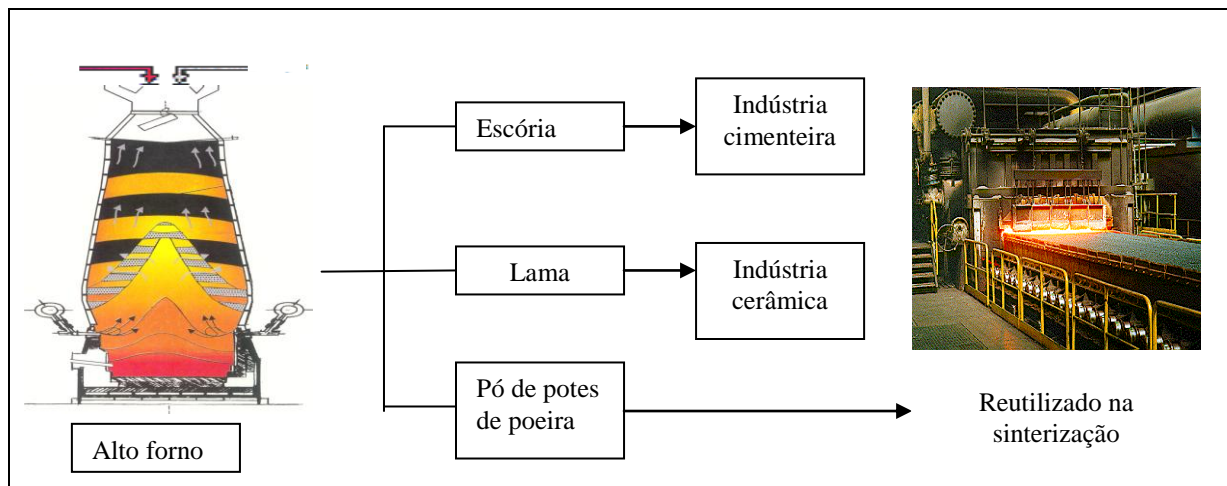 Escória
Indústria
cimenteira
Lama
Indústria
cerâmica
Pó de potes
de poeira
Reutilizado na
sinterização
Alto forno